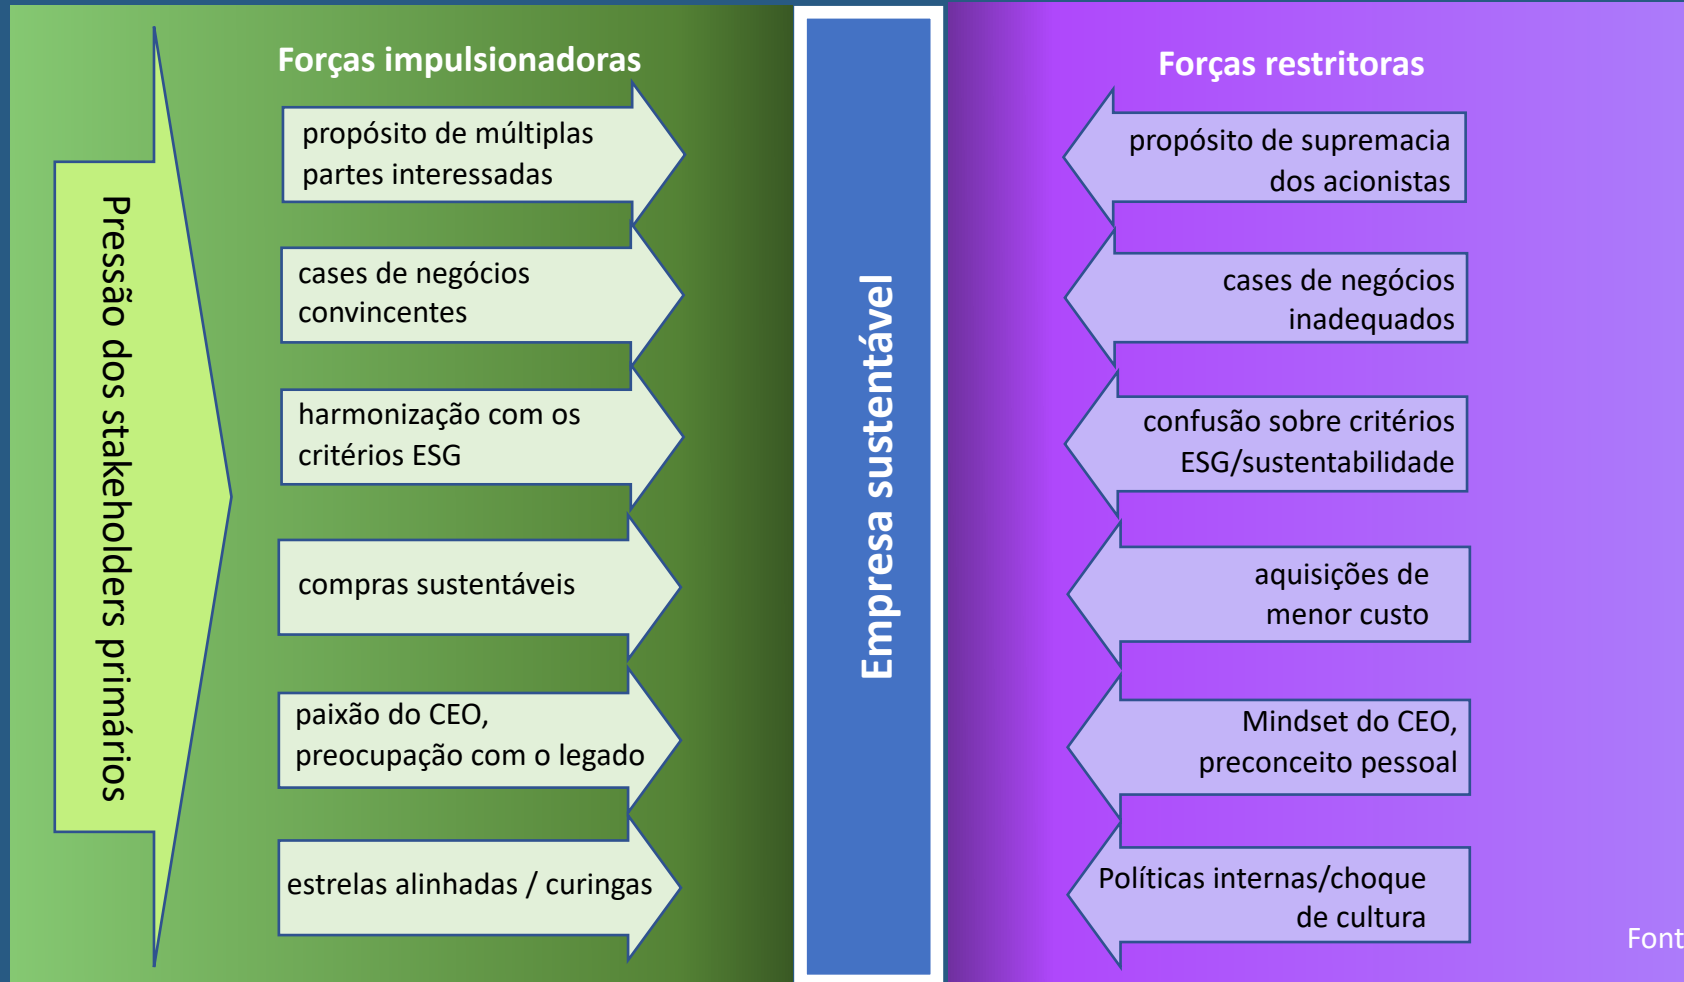 Forças impulsionadoras
Pressão dos stakeholders primários
propósito de múltiplas
partes interessadas
cases de negócios
convincentes
harmonização com os
critérios ESG
compras sustentáveis
paixão do CEO,
preocupação com o legado
estrelas alinhadas / curingas
Empresa sustentável
Forças restritoras
propósito de supremacia
dos acionistas
cases de negócios
inadequados
confusão sobre critérios
ESG/sustentabilidade
aquisições de
menor custo
Mindset do CEO,
preconceito pessoal
Políticas internas/choque
de cultura
Font